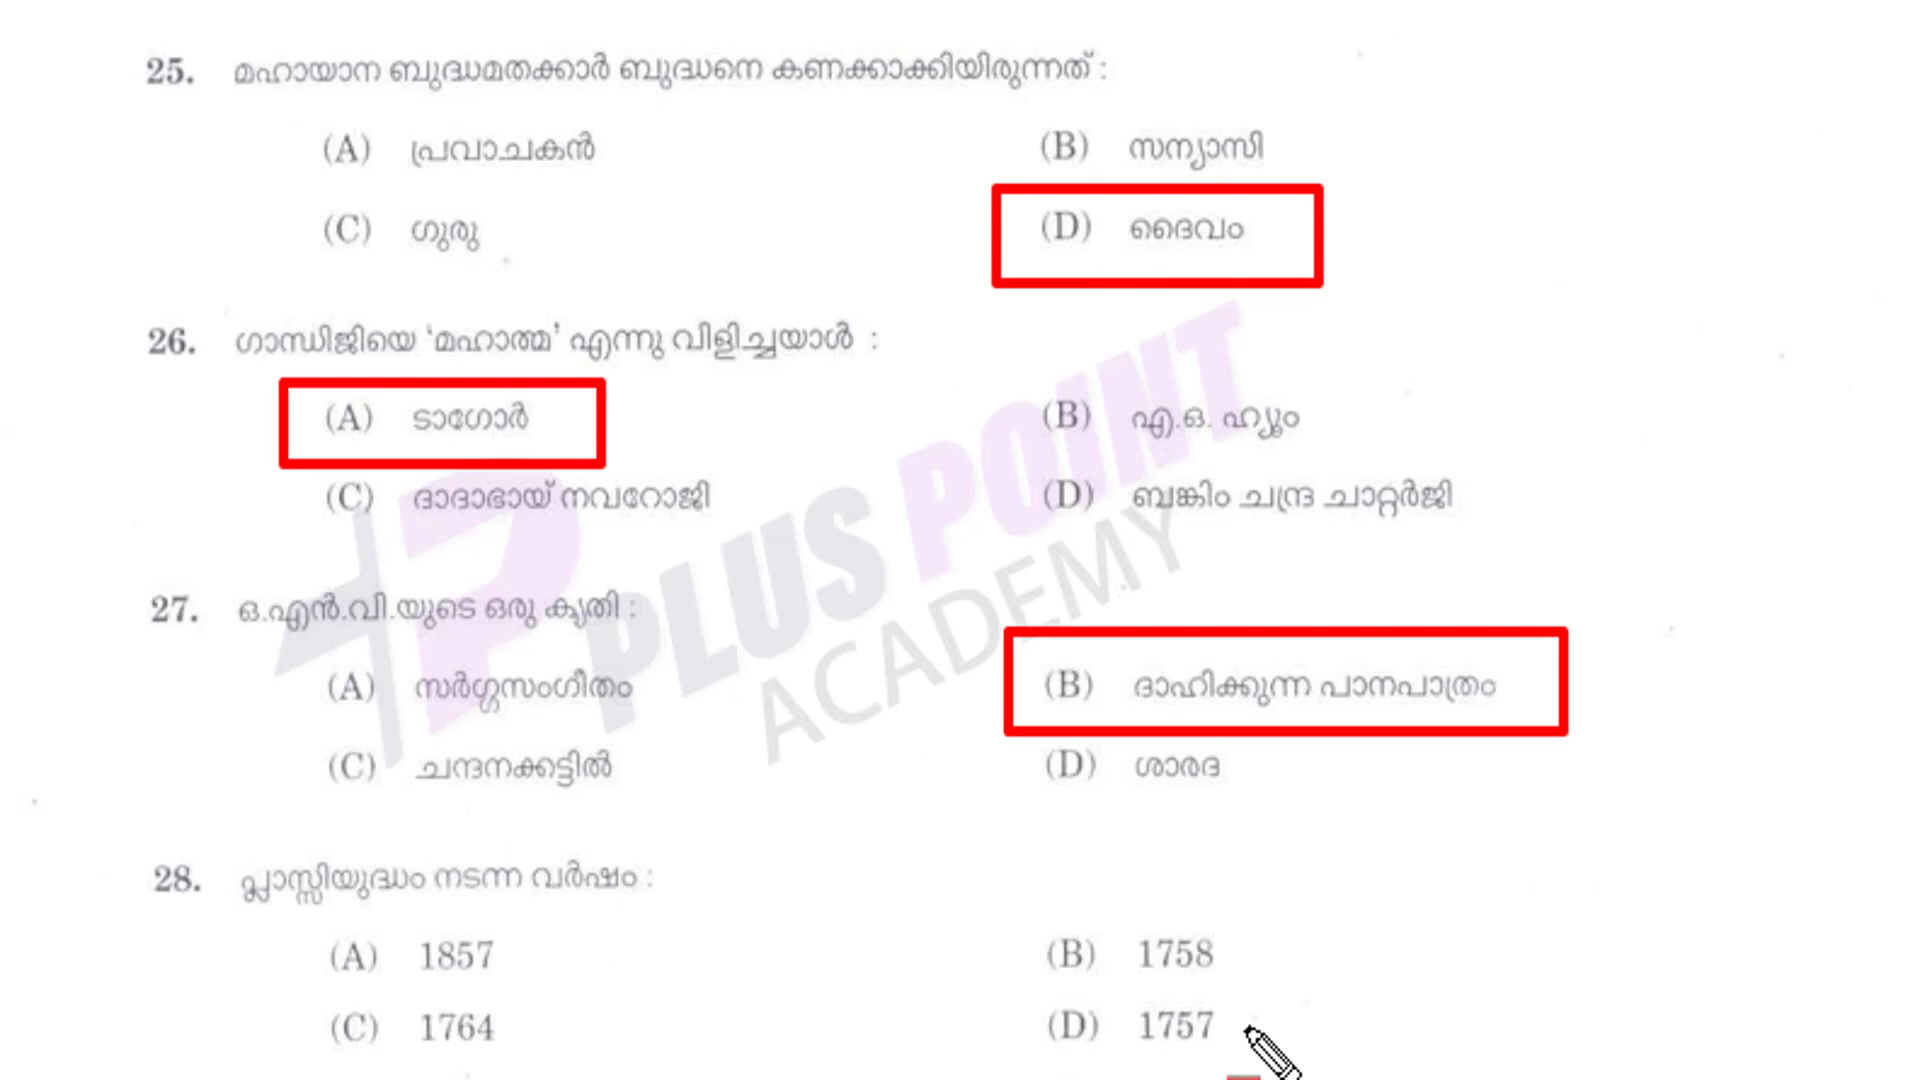 25. മഹായാന ബുദ്ധമതക്കാർ ബുദ്ധനെ കണക്കാക്കിയിരുന്നത് :
(A) പ്രവാചകൻ (B) സന്യാസി
(C) ഗുരു (D) ദൈവം
26. ഗാന്ധിജിയെ ‘മഹാത്മ’ എന്നു വിളിച്ചയാൾ :
(A) ടാഗോർ (B) എ.ഒ. ഹ്യൂം
(C) ദാദാഭായ് നവറോജി (D) ബങ്കിം ചന്ദ്ര ചാറ്റർജി
PLUS POINT
ACADEMY
27. ഒ.എൻ.വി.യുടെ ഒരു കൃതി :
(A) സർഗ്ഗസംഗീതം (B) ദാഹിക്കുന്ന പാനപാത്രം
(C) ചന്ദനക്കട്ടിൽ (D) ശാരദ
28. പ്ലാസ്സിയുദ്ധം നടന്ന വർഷം :
(A) 1857 (B) 1758
(C) 1764 (D) 1757